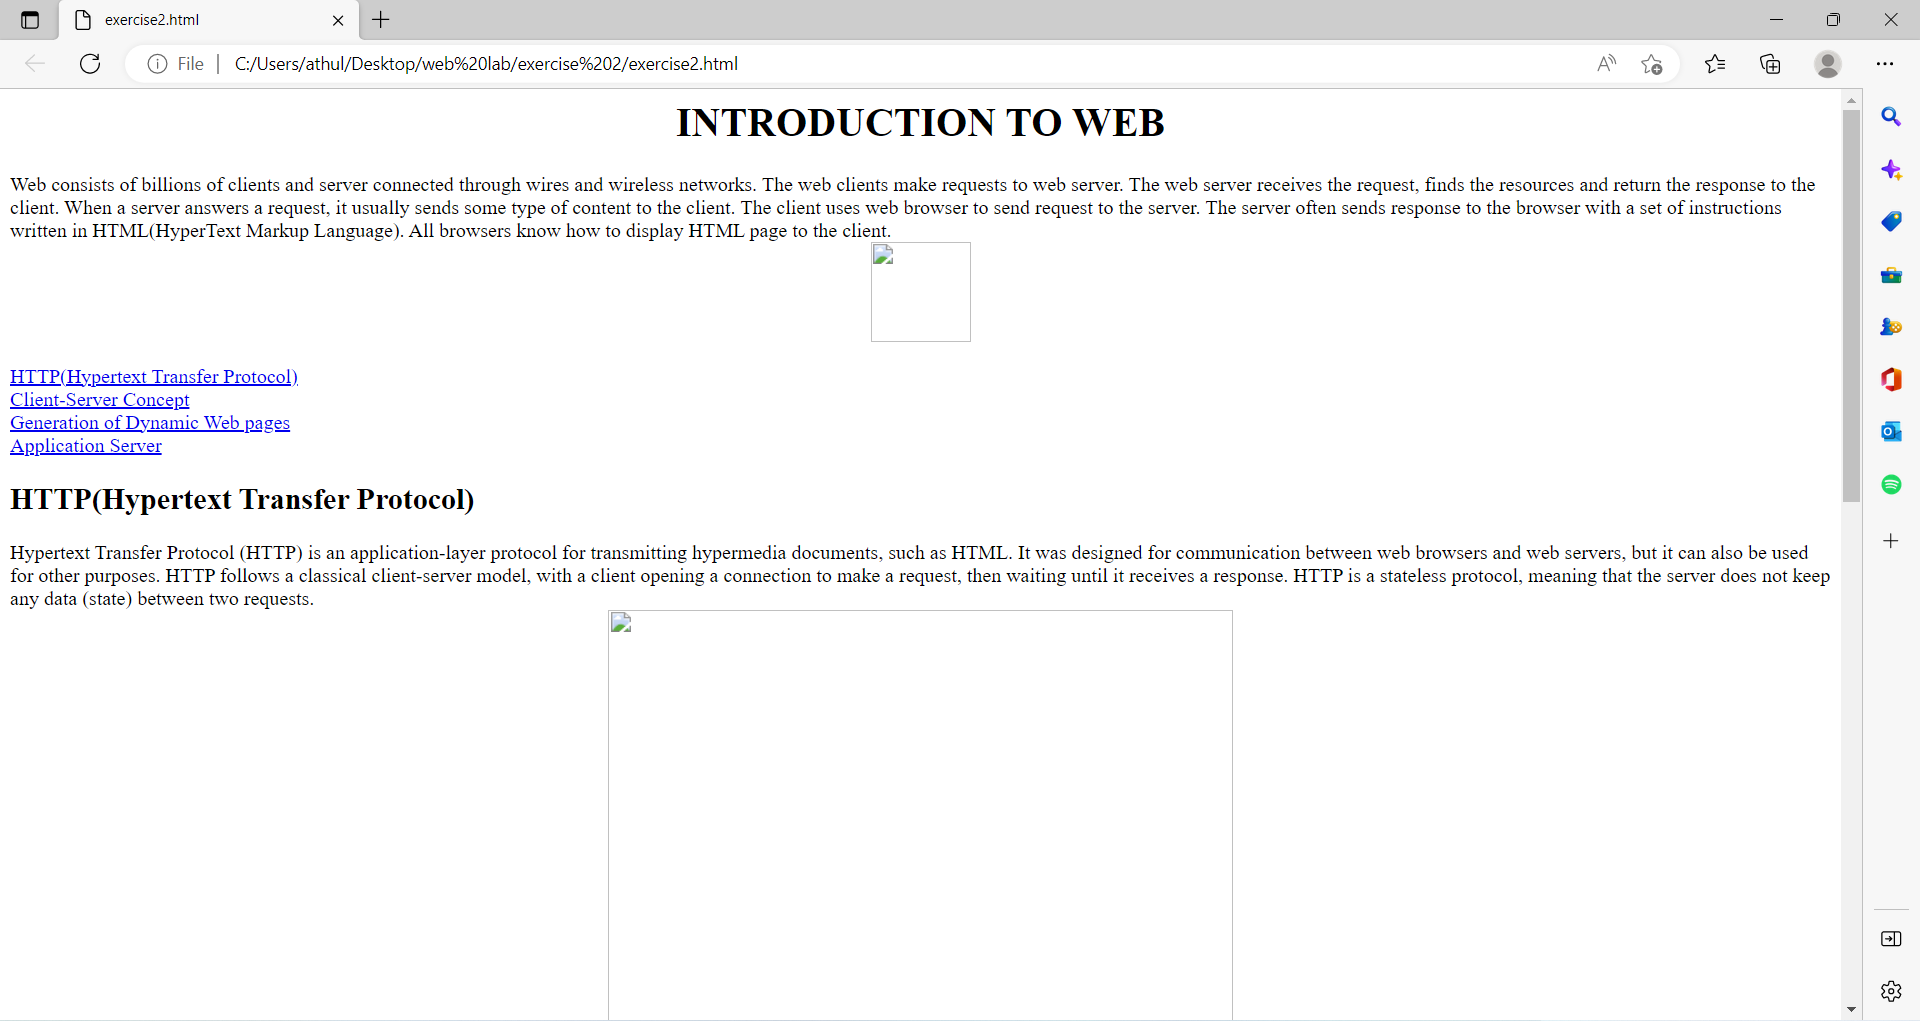 exercise2.html
File
C:/Users/athul/Desktop/web%20lab/exercise%202/exercise2.html
INTRODUCTION TO WEB
Web consists of billions of clients and server connected through wires and wireless networks. The web clients make requests to web server. The web server receives the request, finds the resources and return the response to the
client. When a server answers a request, it usually sends some type of content to the client. The client uses web browser to send request to the server. The server often sends response to the browser with a set of instructions
written in HTML(HyperText Markup Language). All browsers know how to display HTML page to the client.
HTTP(Hypertext Transfer Protocol)
Client-Server Concept
Generation of Dynamic Web pages
Application Server
HTTP(Hypertext Transfer Protocol)
Hypertext Transfer Protocol (HTTP) is an application-layer protocol for transmitting hypermedia documents, such as HTML. It was designed for communication between web browsers and web servers, but it can also be used
for other purposes. HTTP follows a classical client-server model, with a client opening a connection to make a request, then waiting until it receives a response. HTTP is a stateless protocol, meaning that the server does not keep
any data (state) between two requests.